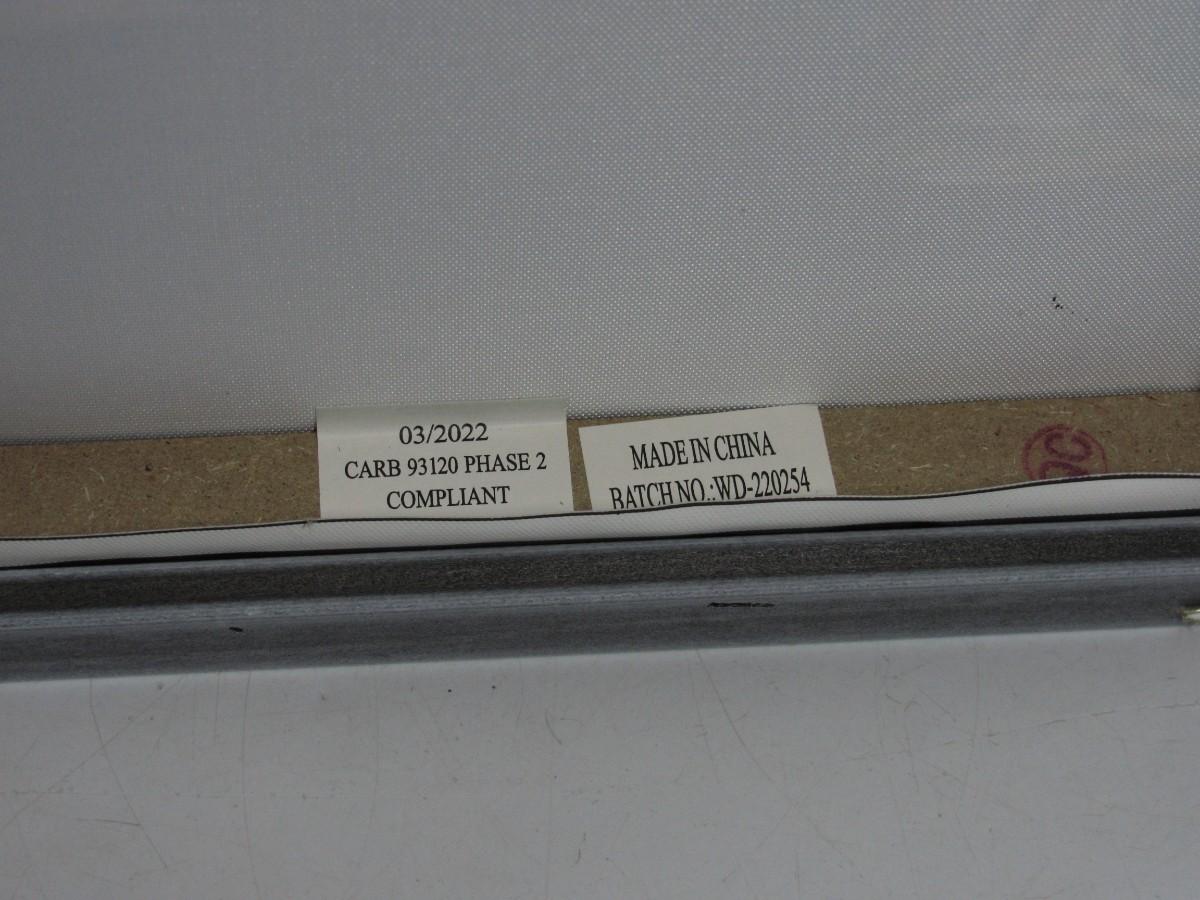 03/2022
CARB 93120 PHASE 2
COMPLIANT
MADE IN CHINA
BATCH NO.:WD-220254